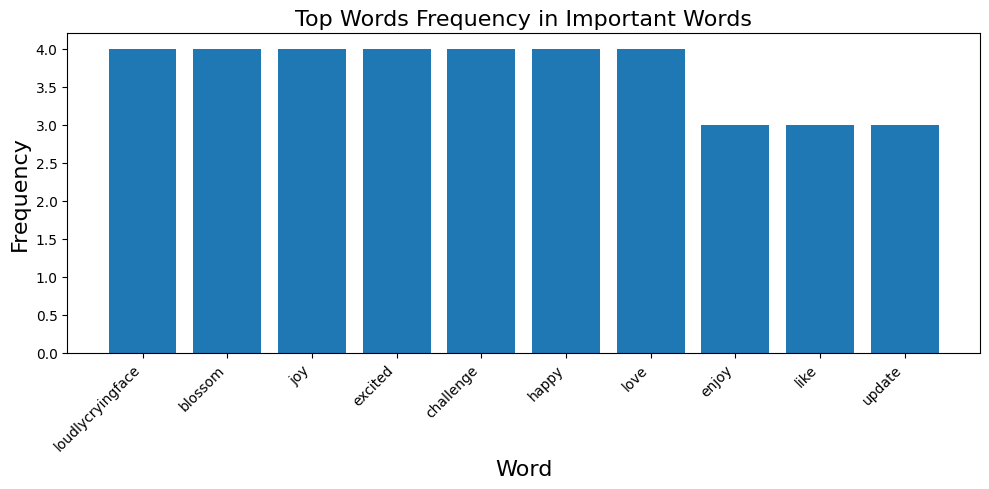 Top Words Frequency in Important Words
Frequency
4.0
3.5
3.0
2.5
2.0
1.5
1.0
0.5
0.0
loudlycryingface
blossom
joy
excited
challenge
happy
love
enjoy
like
update
Word